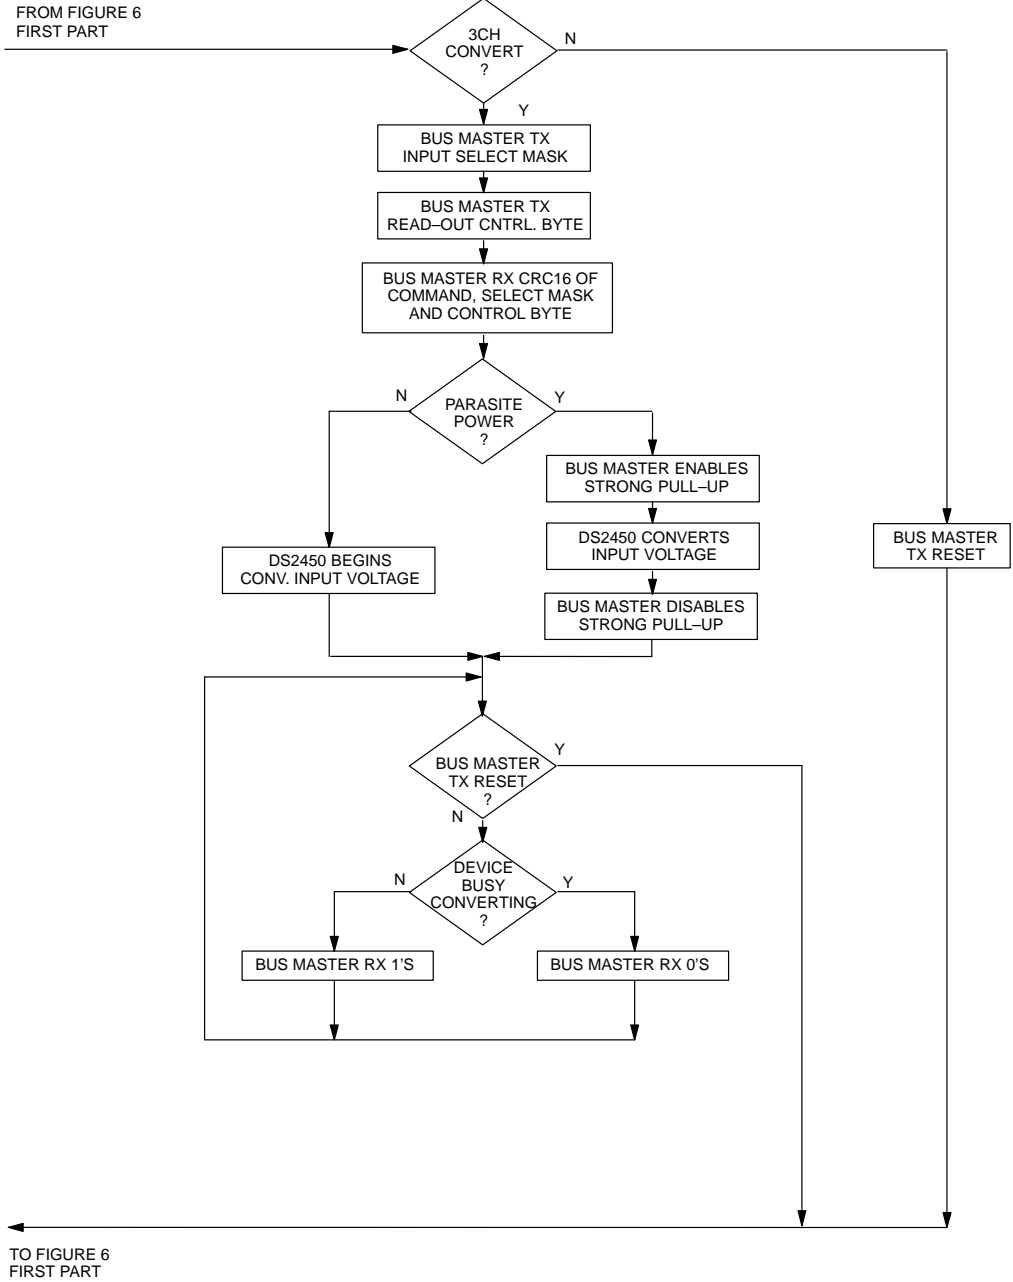 FROM FIGURE 6
FIRST PART
3CH
CONVERT
?
N
Y
BUS MASTER TX
INPUT SELECT MASK
BUS MASTER TX
READ–OUT CNTRL. BYTE
BUS MASTER RX CRC16 OF
COMMAND, SELECT MASK
AND CONTROL BYTE
N
Y
PARASITE
POWER
?
BUS MASTER ENABLES
STRONG PULL–UP
DS2450 CONVERTS
INPUT VOLTAGE
BUS MASTER
TX RESET
DS2450 BEGINS
CONV. INPUT VOLTAGE
BUS MASTER DISABLES
STRONG PULL–UP
Y
BUS MASTER
TX RESET
?
N
DEVICE
BUSY
CONVERTING
?
N
Y
BUS MASTER RX 1'S
BUS MASTER RX 0'S
TO FIGURE 6
FIRST PART